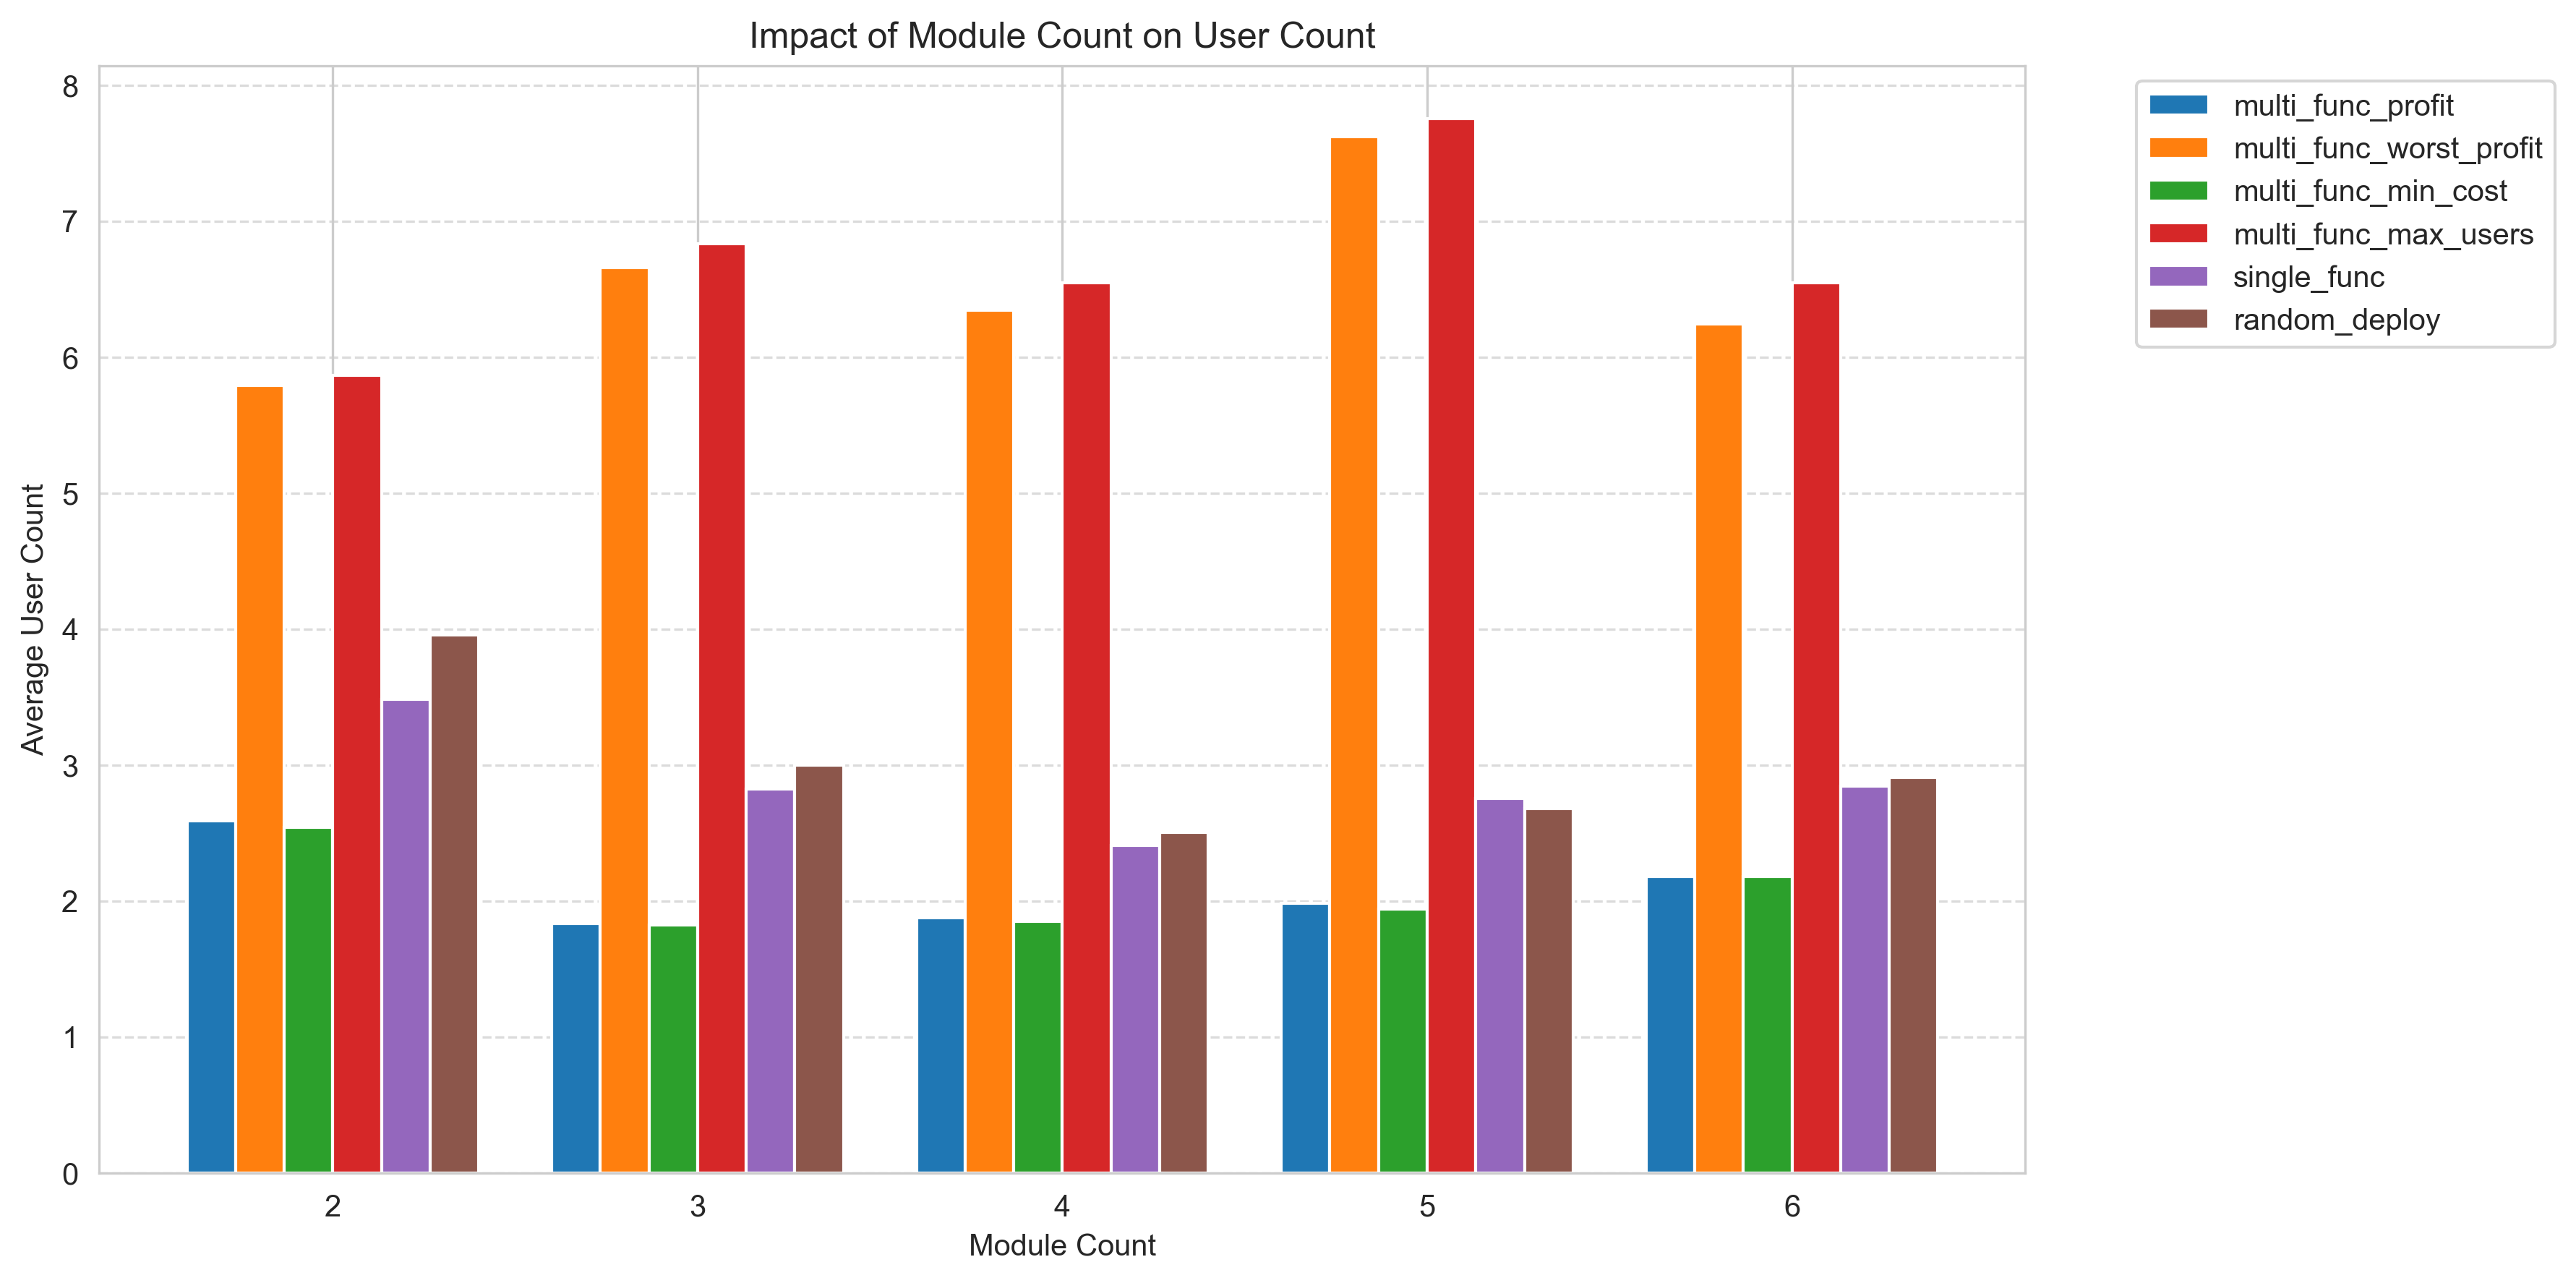 Impact of Module Count on User Count
8
7
6
5
4
3
2
1
0
Average User Count
2 3 4 5 6
Module Count
multi_func_profit
multi_func_worst_profit
multi_func_min_cost
multi_func_max_users
single_func
random_deploy